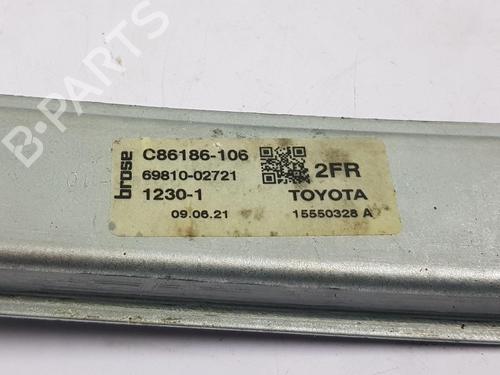 B-PARTS
brose
C86186-106
69810-02721
1230-1
09.06.21
2FR
TOYOTA
15550328 A